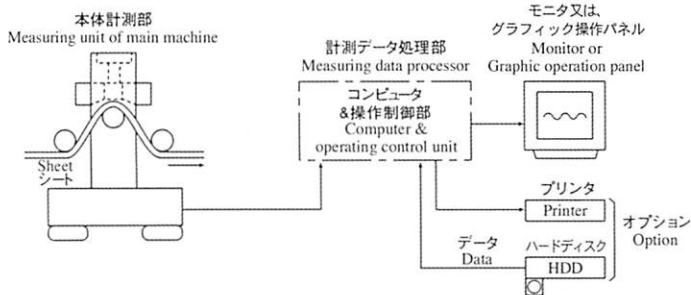 本体計測部
Measuring unit of main machine
Sheet
シート
計測データ処理部
Measuring data processor
コンピュータ
&操作制御部
Computer &
operating control unit
モニタ又は、
グラフィック操作パネル
Monitor or
Graphic operation panel
プリンタ
Printer
データ
Data
ハードディスク
HDD
オプション
Option